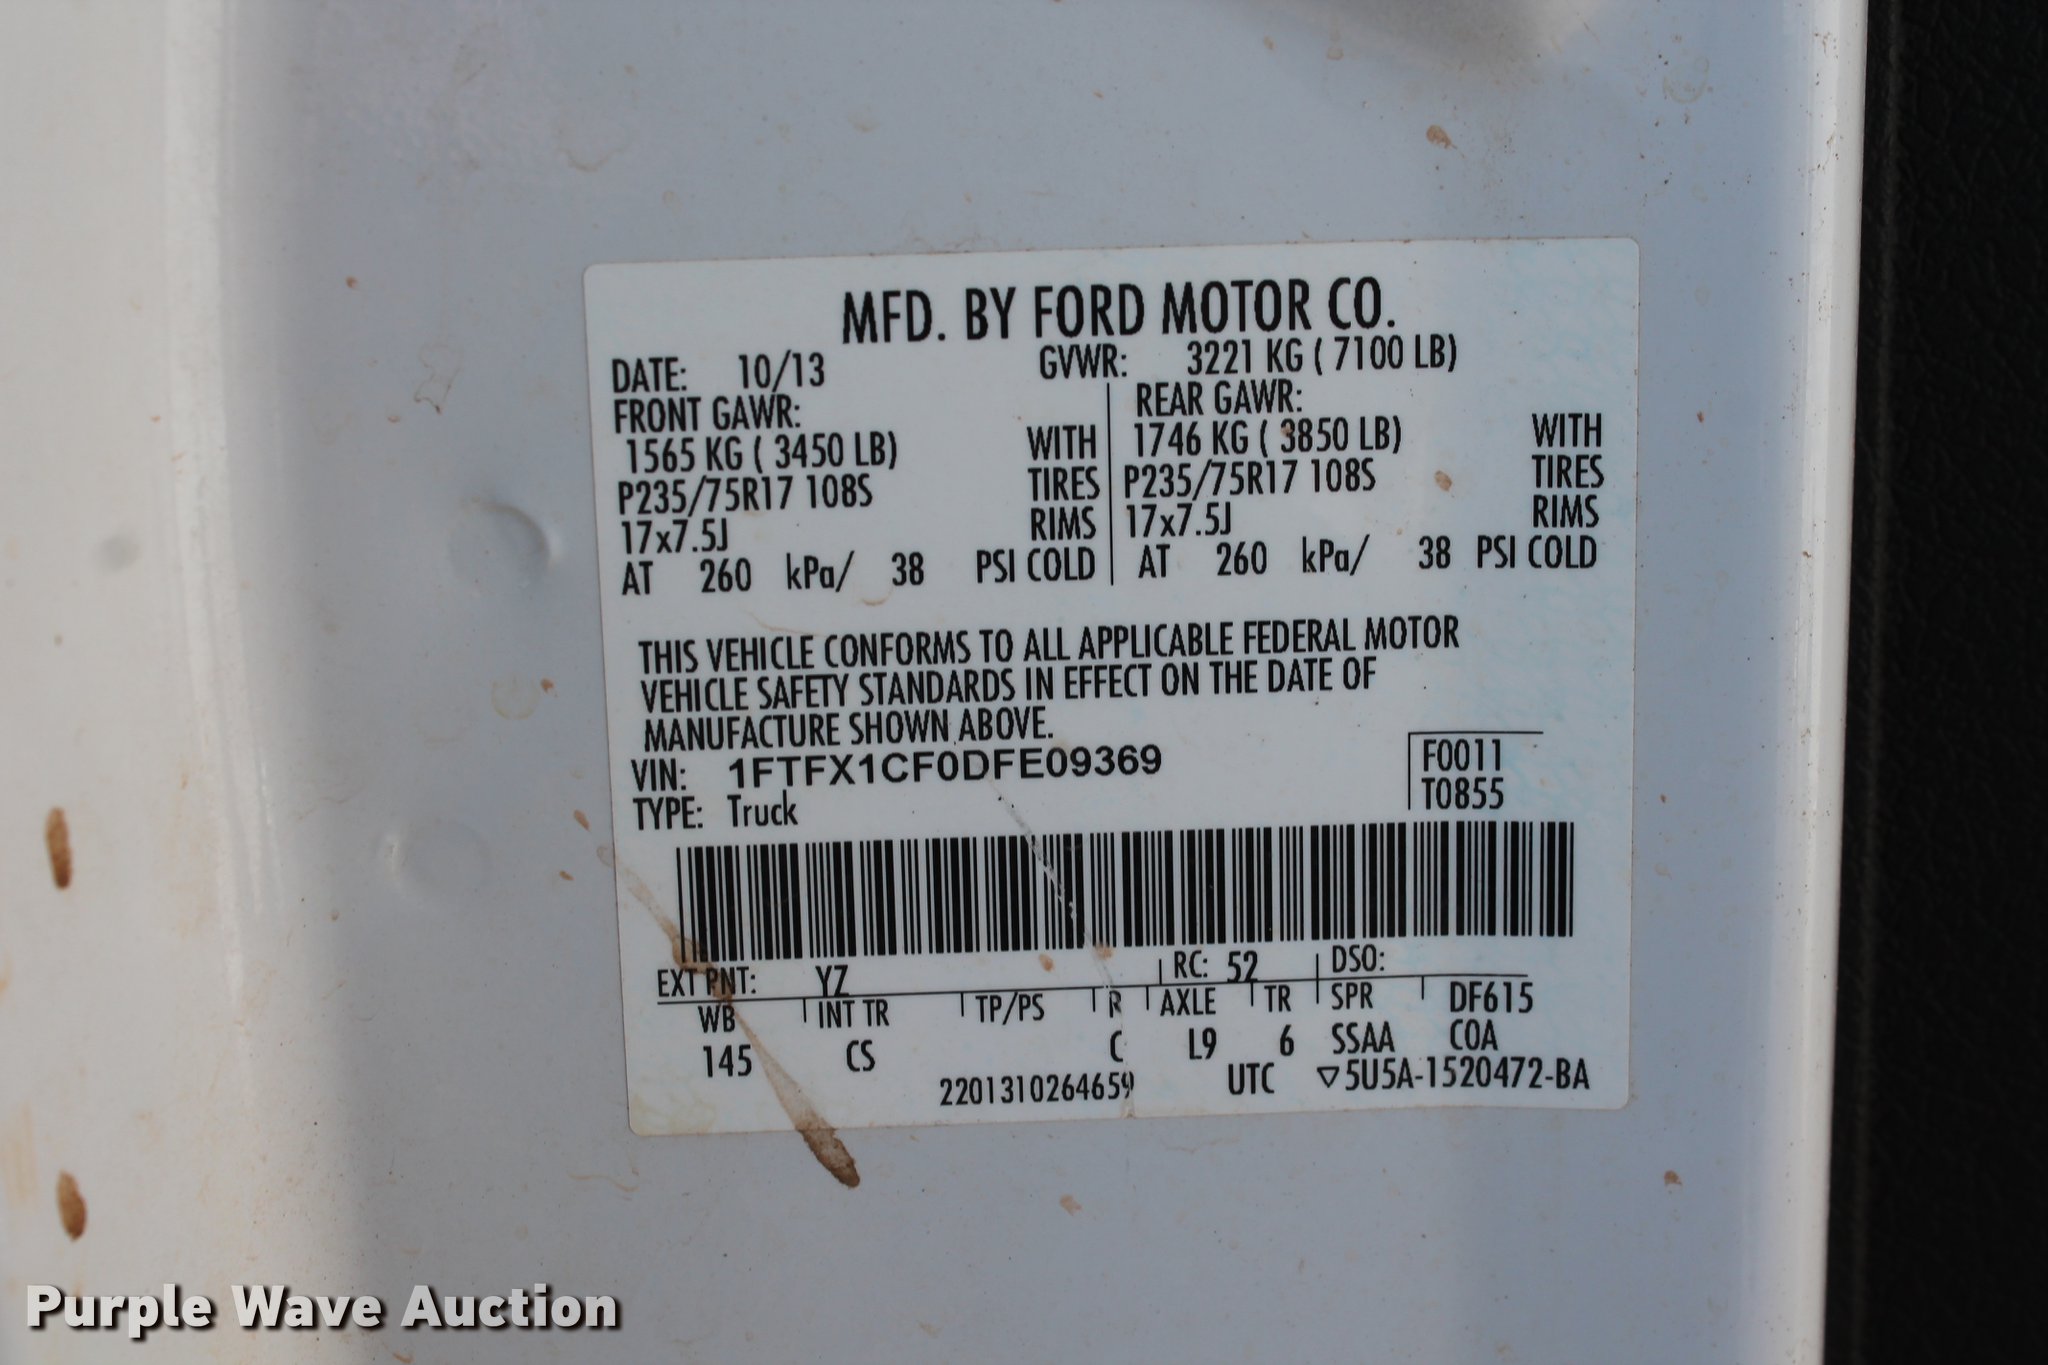 MFD. BY FORD MOTOR CO.
DATE: 10/13 GVWR: 3221 KG ( 7100 LB)
FRONT GAWR: REAR GAWR:
1565 KG ( 3450 LB) WITH 1746 KG ( 3850 LB) WITH
P235/75R17 108S TIRES P235/75R17 108S TIRES
17x7.5J RIMS 17x7.5J RIMS
AT 260 kPa/ 38 PSI COLD AT 260 kPa/ 38 PSI COLD
THIS VEHICLE CONFORMS TO ALL APPLICABLE FEDERAL MOTOR
VEHICLE SAFETY STANDARDS IN EFFECT ON THE DATE OF
MANUFACTURE SHOWN ABOVE.
VIN: 1FTFX1CF0DFE09369 F0011
TYPE: Truck T0855
EXT PNT: YZ RC: 52 DSO:
WB INT TR TP/PS R AXLE TR SPR DF615
145 CS C L9 6 SSAA COA
2201310264659 UTC ▽5U5A-1520472-BA
Purple Wave Auction